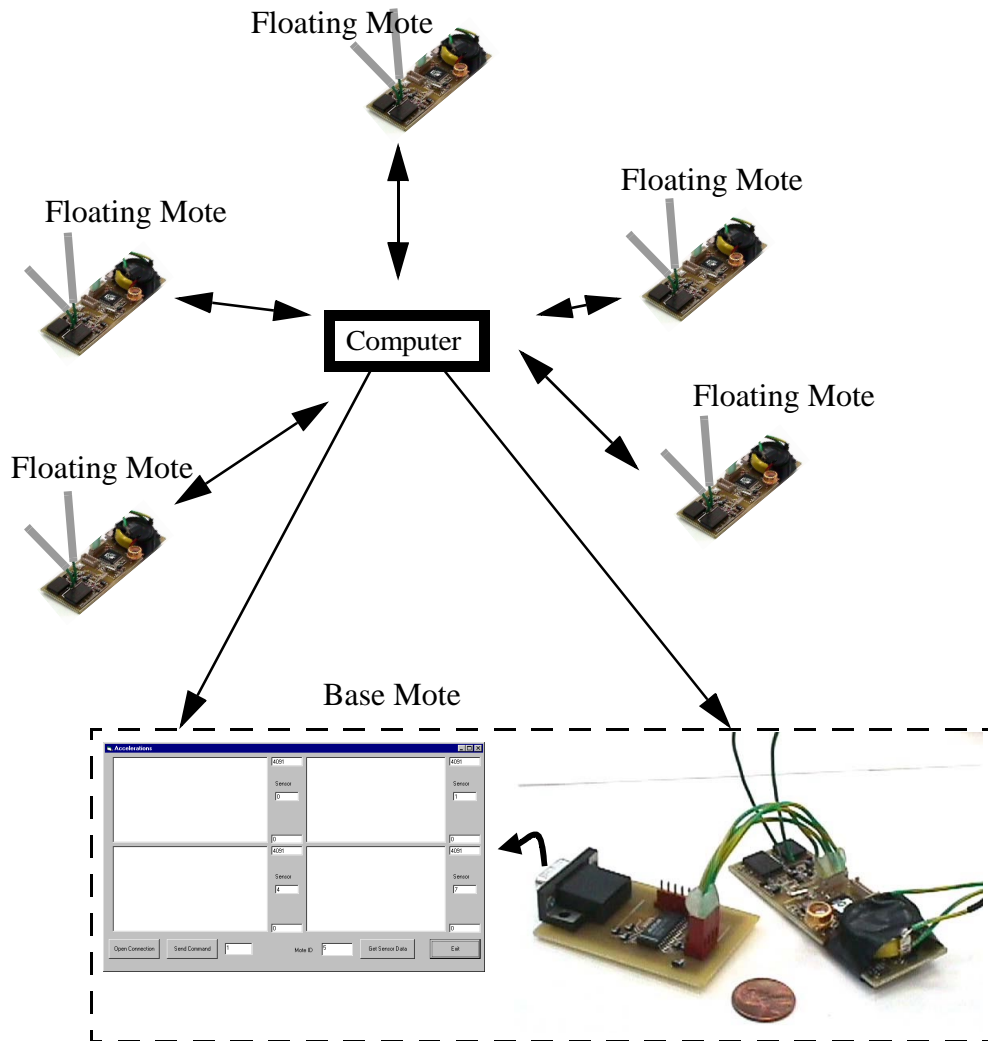 Floating Mote
Floating Mote
Floating Mote
Computer
Floating Mote
Floating Mote
Base Mote
Accelerations
4091
4091
Sensor
Sensor
0
1
0
0
4091
4091
Sensor
Sensor
4
7
0
0
Open Connection
Send Command
1
Mote ID
5
Get Sensor Data
Exit